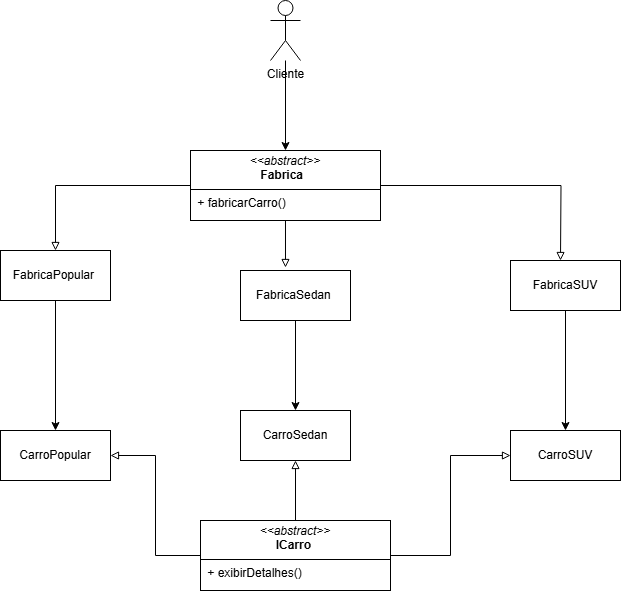 Cliente
<<abstract>>
Fabrica
+ fabricarCarro()
FabricaPopular
FabricaSedan
FabricaSUV
CarroPopular
CarroSedan
CarroSUV
<<abstract>>
ICarro
+ exibirDetalhes()